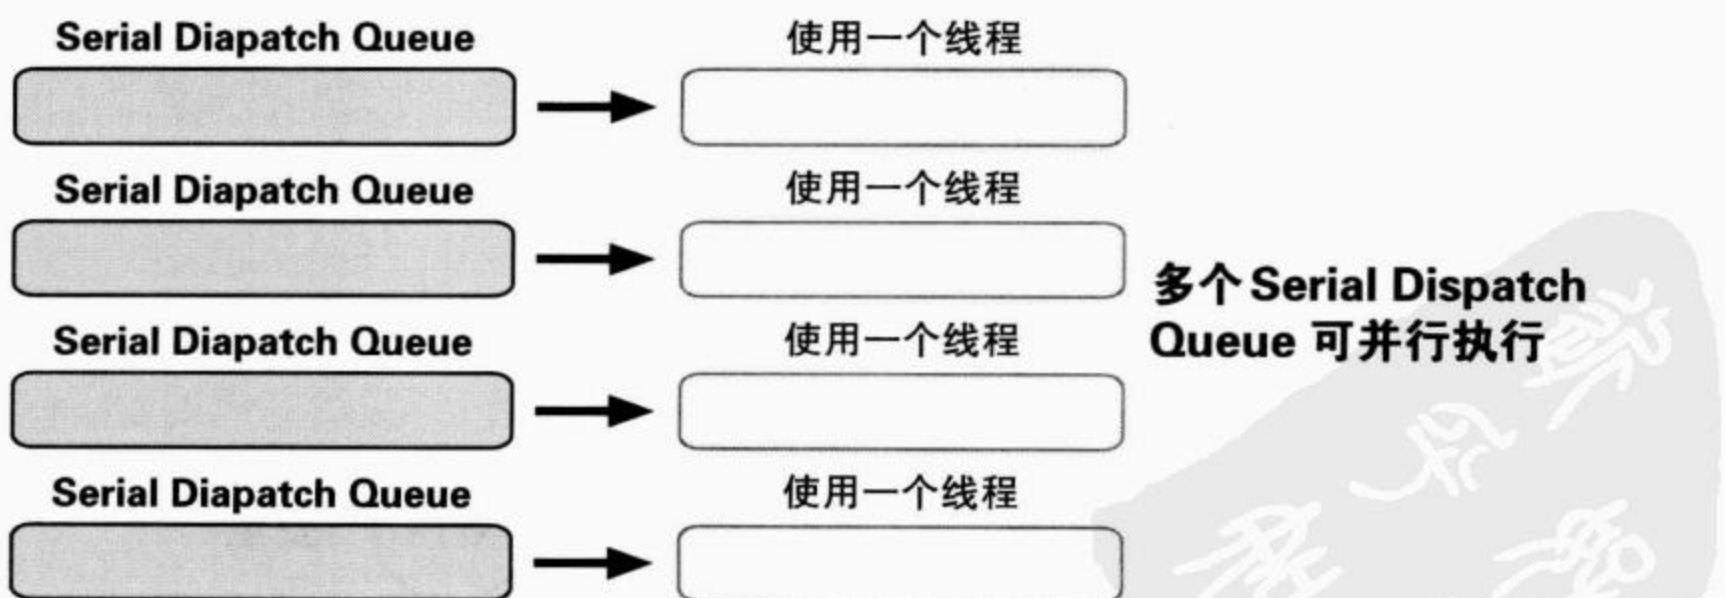 Serial Diapatch Queue
使用一个线程
Serial Diapatch Queue
使用一个线程
多个 Serial Dispatch
Queue 可并行执行
Serial Diapatch Queue
使用一个线程
Serial Diapatch Queue
使用一个线程